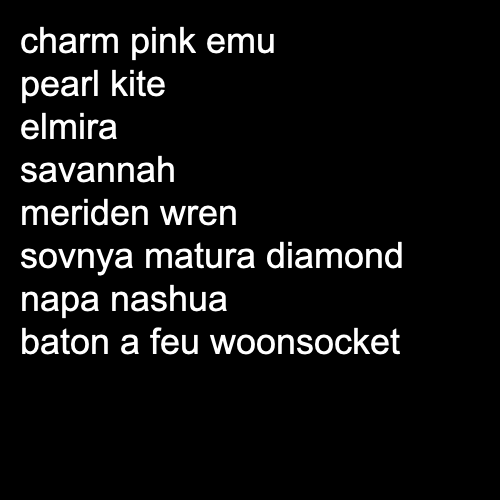 charm pink emu
pearl kite
elmira
savannah
meriden wren
sovnya matura diamond
napa nashua
baton a feu woonsocket